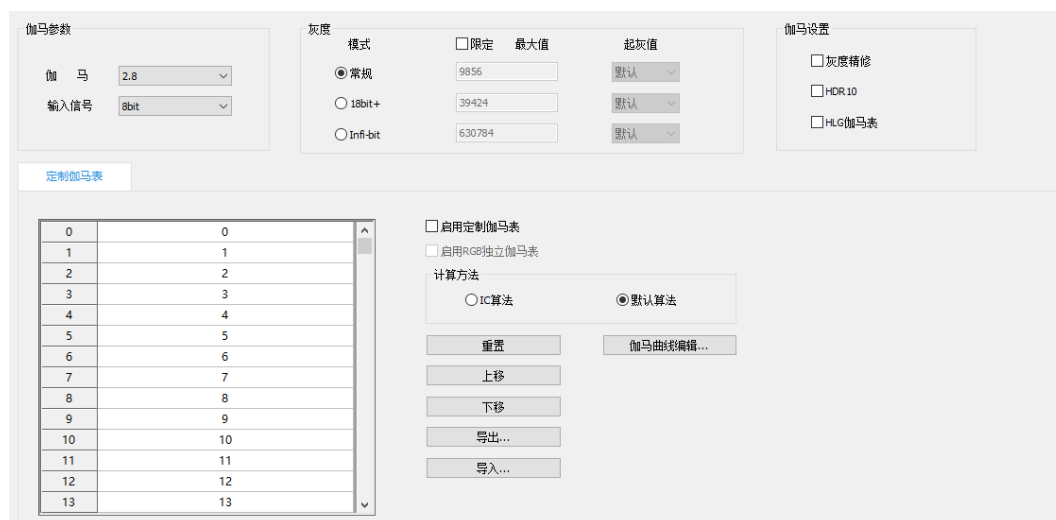 伽马参数
伽 马 2.8
输入信号 8bit
灰度
模式 限定 最大值 起灰值
常规 9856 默认
18bit+ 39424 默认
Infi-bit 630784 默认
伽马设置
灰度精修
HDR10
HLG伽马表
定制伽马表
0 0
1 1
2 2
3 3
4 4
5 5
6 6
7 7
8 8
9 9
10 10
11 11
12 12
13 13
启用定制伽马表
启用RGB独立伽马表
计算方法
IC算法 默认算法
重置 伽马曲线编辑...
上移
下移
导出...
导入...